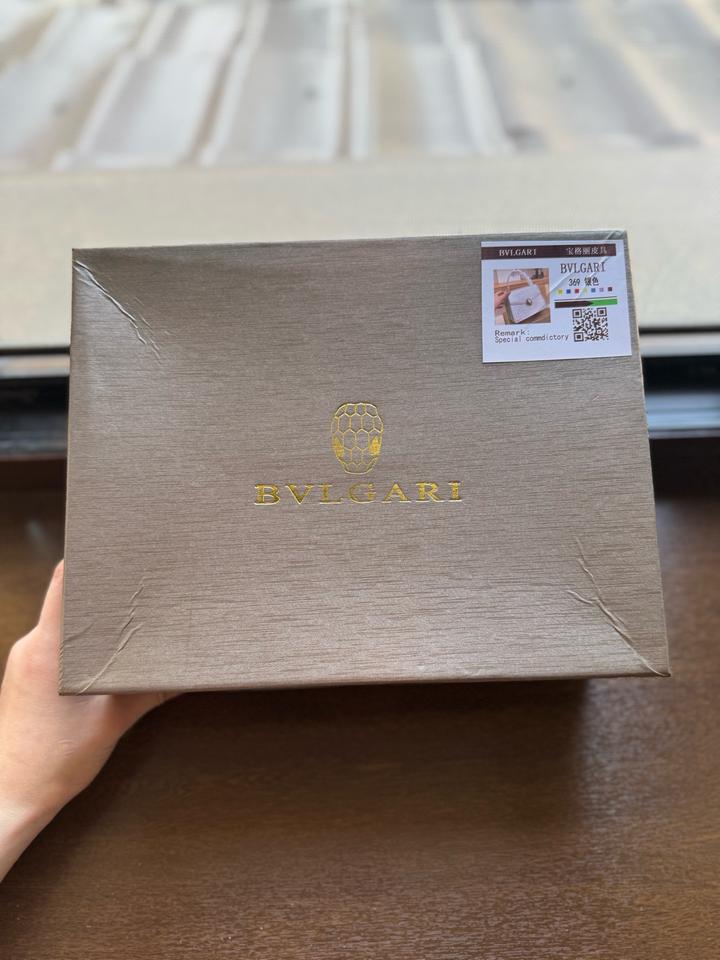 BVLGARI 宝格丽皮具
BVLGARI
369 银色
Remark:
Special commdictory
BVLGARI